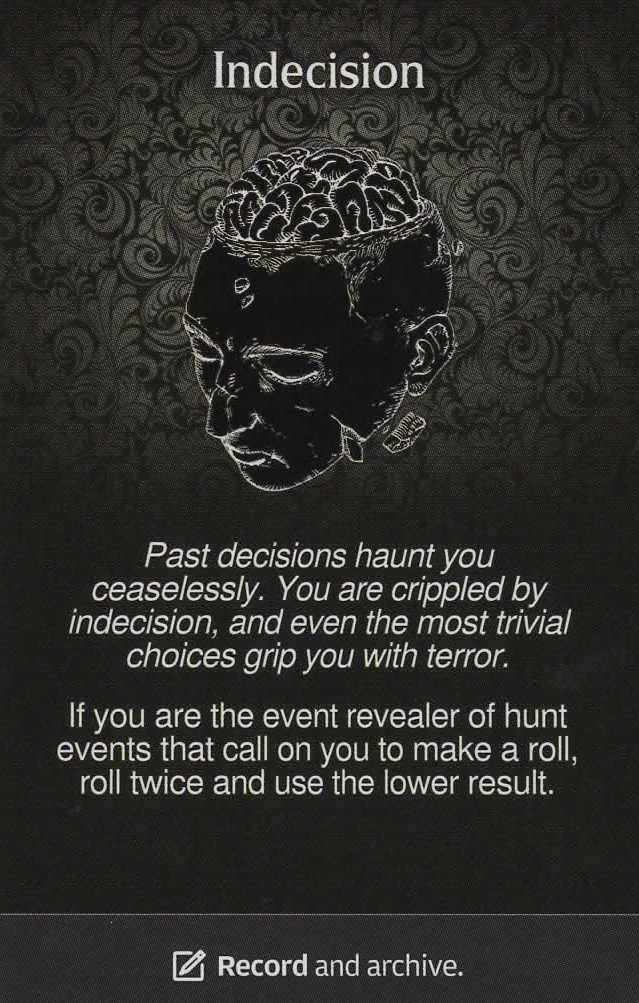 Indecision
Past decisions haunt you
ceaselessly. You are crippled by
indecision, and even the most trivial
choices grip you with terror.
If you are the event revealer of hunt
events that call on you to make a roll,
roll twice and use the lower result.
Record and archive.